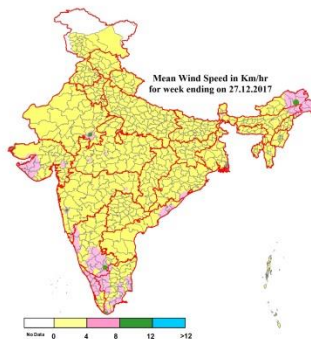 Mean Wind Speed in Km/hr
for week ending on 27.12.2017
No Data 0 4 8 12 >12